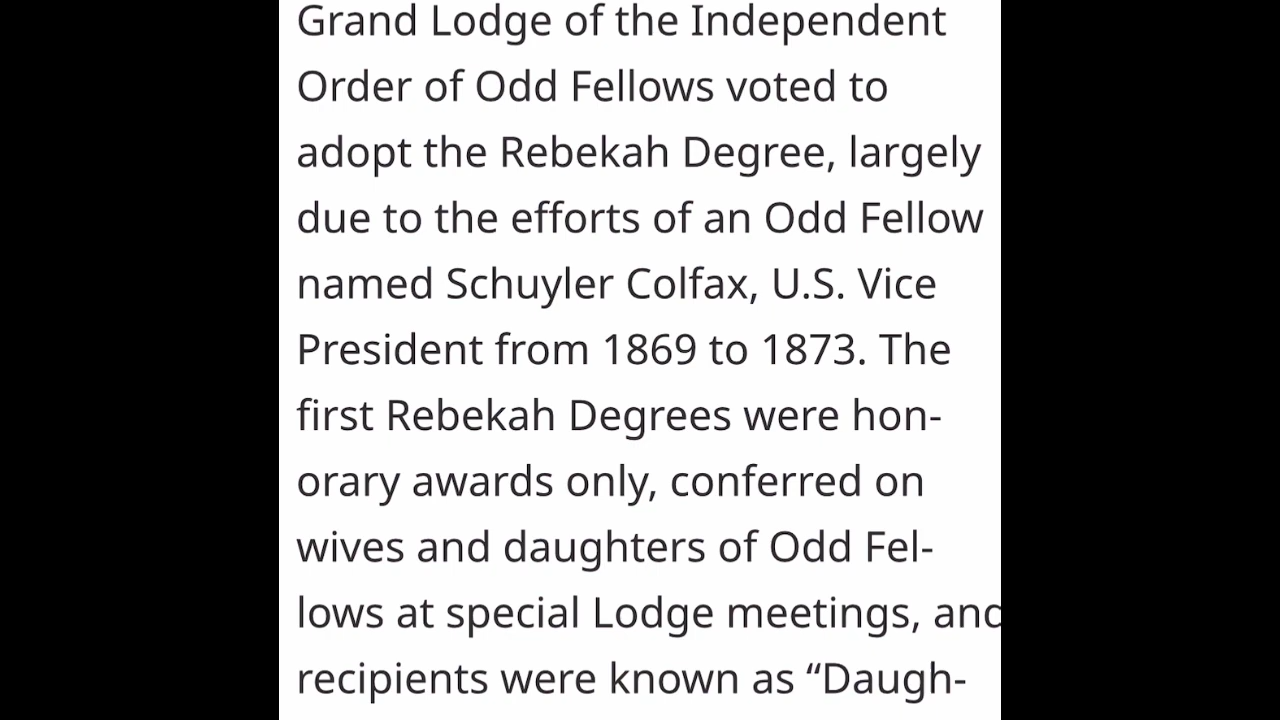 Grand Lodge of the Independent
Order of Odd Fellows voted to
adopt the Rebekah Degree, largely
due to the efforts of an Odd Fellow
named Schuyler Colfax, U.S. Vice
President from 1869 to 1873. The
first Rebekah Degrees were hon-
orary awards only, conferred on
wives and daughters of Odd Fel-
lows at special Lodge meetings, and
recipients were known as “Daugh-